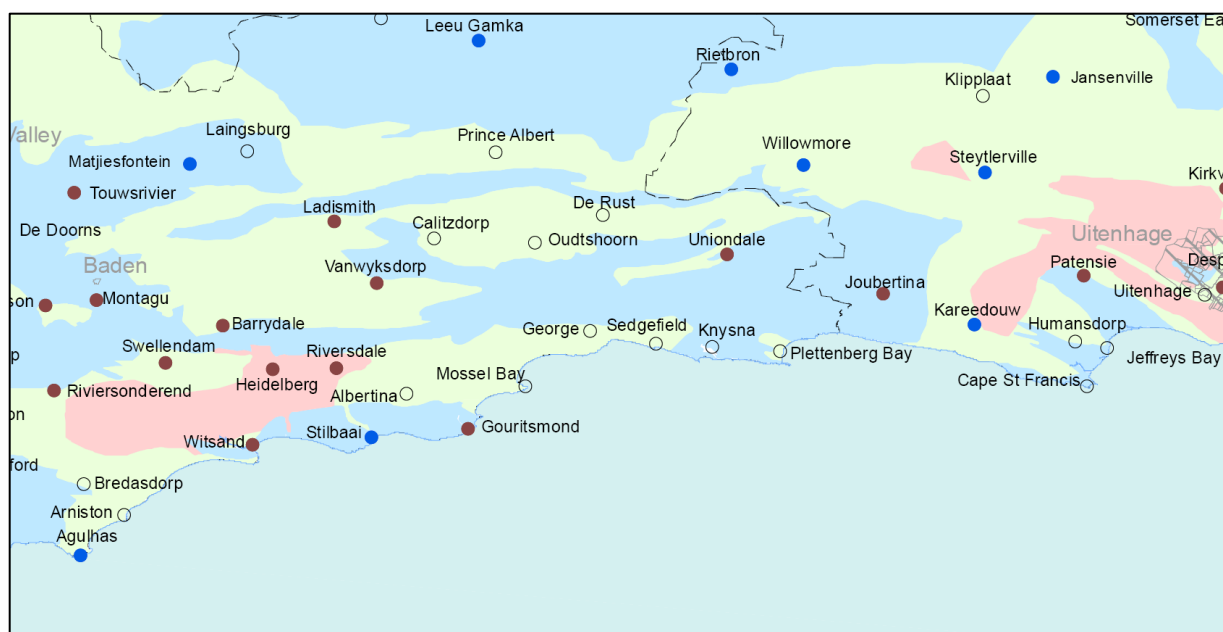 Somerset Ea
Leeu Gamka
Rietbron
Klipplaat
Jansenville
Valley
Laingsburg
Prince Albert
Willowmore
Matjiesfontein
Steytlerville
Touwsrivier
Kirkv
Ladismith
De Rust
De Doorns
Calitzdorp
Oudtshoorn
Uniondale
Uitenhage
Baden
Vanwyksdorp
Patensie
Desp
Joubertina
son
Montagu
Uitenhage
Kareedouw
Barrydale
George
Sedgefield
Knysna
Humansdorp
Swellendam
Riversdale
Plettenberg Bay
Jeffreys Bay
p
Mossel Bay
Cape St Francis
Riviersonderend
Heidelberg
Albertina
on
Witsand
Stilbaai
Gouritsmond
ford
Bredasdorp
Arniston
Agulhas